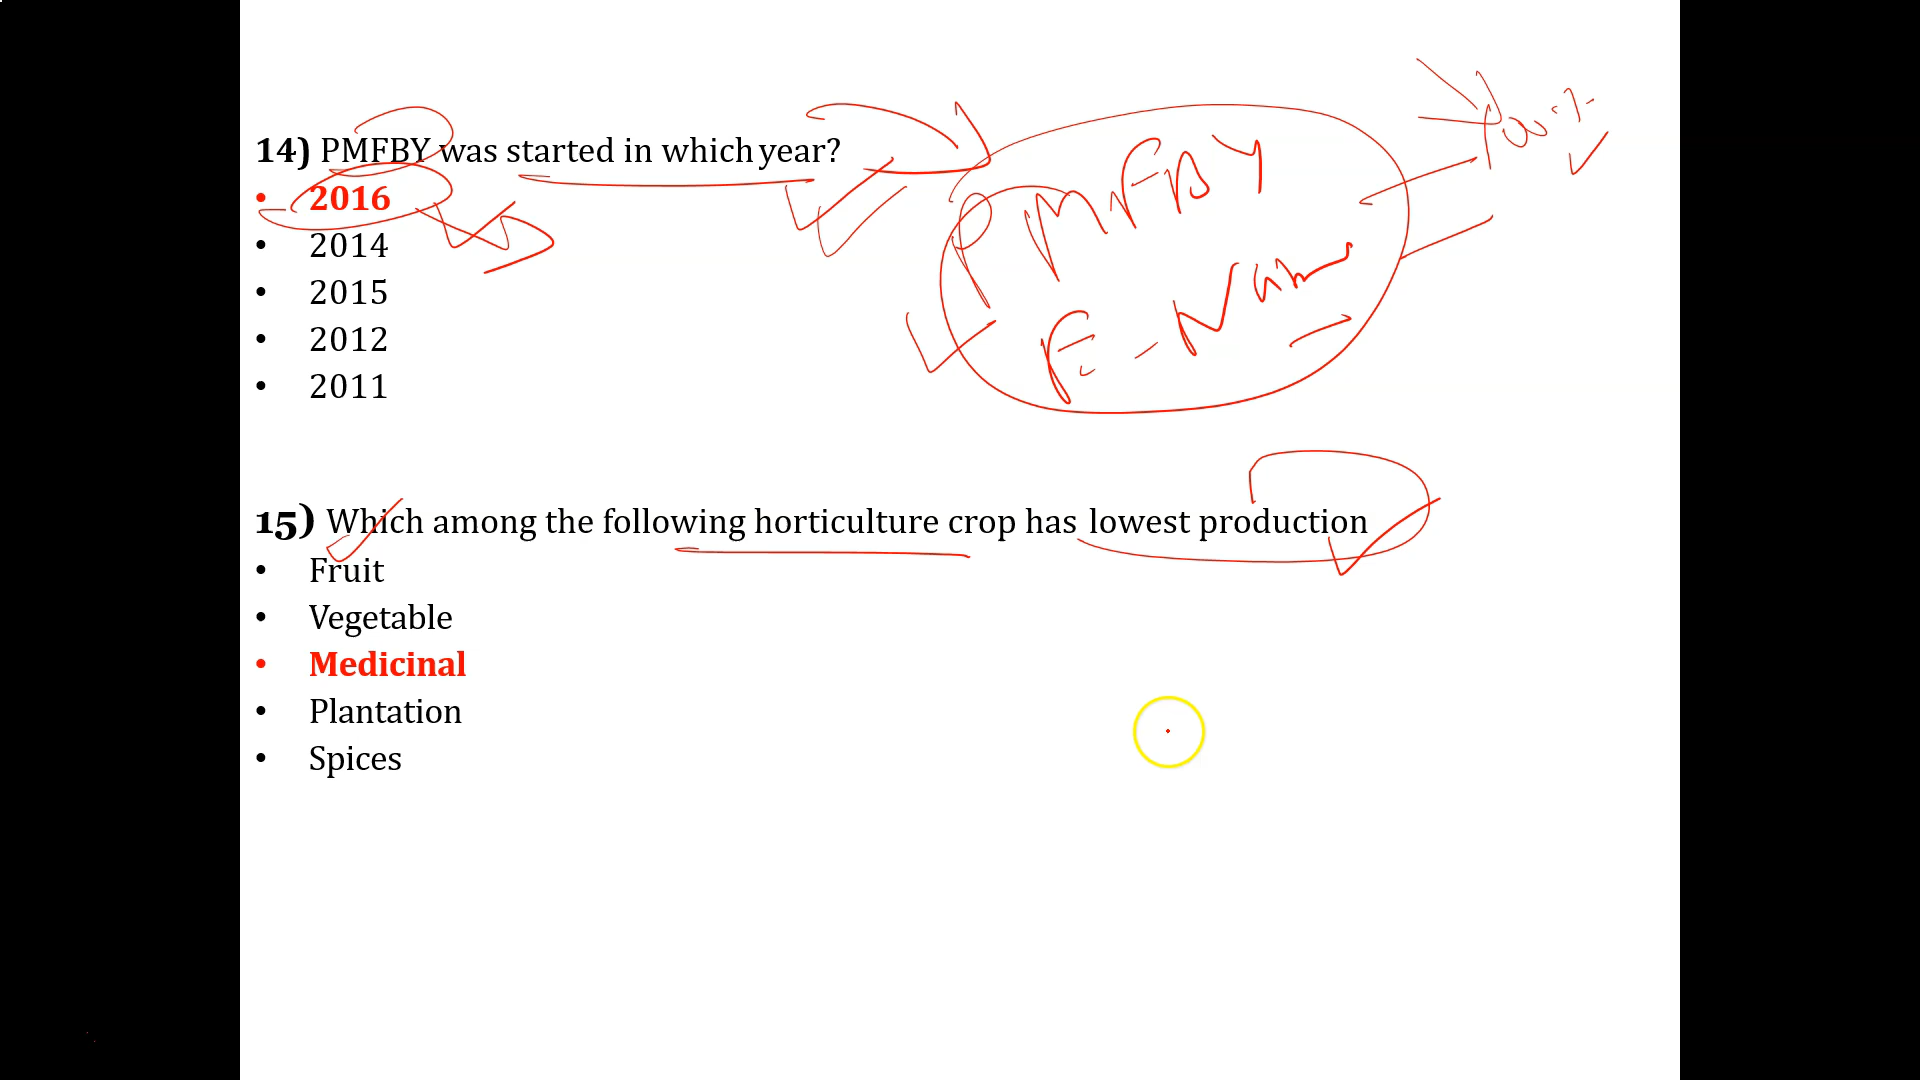 14) PMFBY was started in which year?
• 2016
• 2014
• 2015
• 2012
• 2011
PMFBY
E-Nam
15) Which among the following horticulture crop has lowest production
• Fruit
• Vegetable
• Medicinal
• Plantation
• Spices